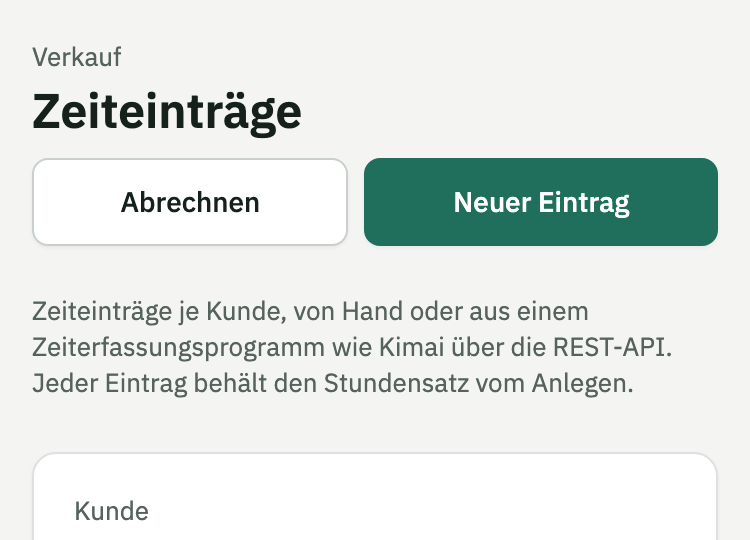 Verkauf
Zeiteinträge
Abrechnen
Neuer Eintrag
Zeiteinträge je Kunde, von Hand oder aus einem
Zeiterfassungsprogramm wie Kimai über die REST-API.
Jeder Eintrag behält den Stundensatz vom Anlegen.
Kunde